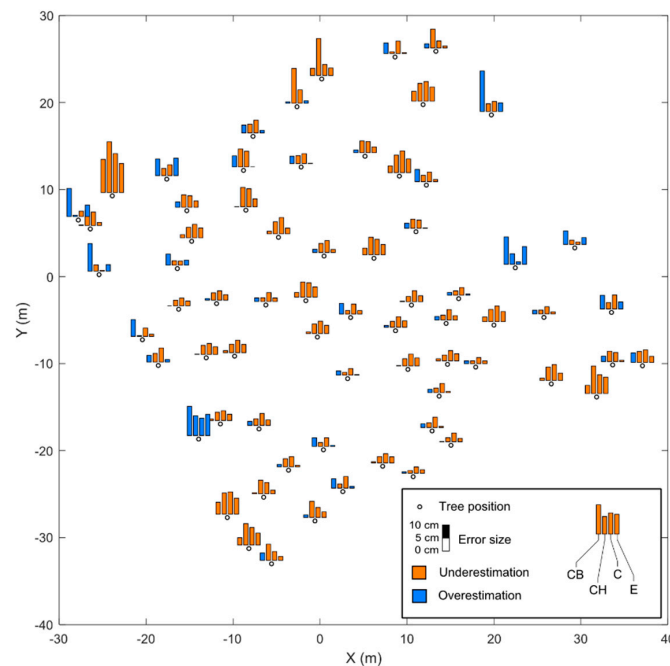 30
20
10
0
-10
-20
-30
-40
Y (m)
-30
-20
-10
0
10
20
30
40
X (m)
Tree position
10 cm
5 cm
0 cm
Error size
Underestimation
Overestimation
CB
CH
C
E